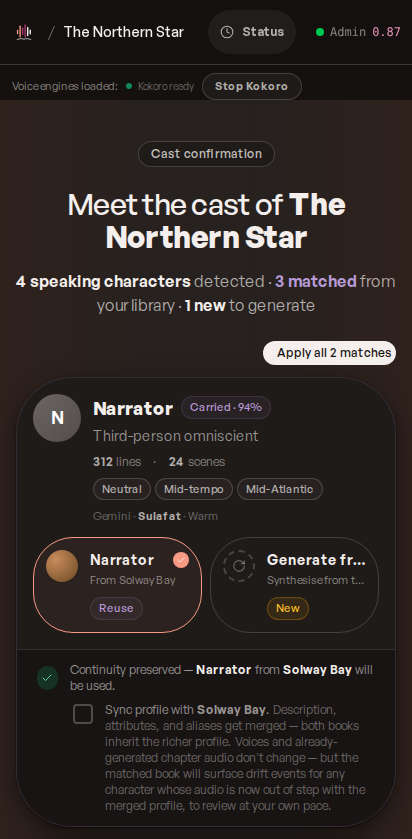 / The Northern Star Status Admin 0.87
Voice engines loaded: Kokoro ready Stop Kokoro
Cast confirmation
Meet the cast of The
Northern Star
4 speaking characters detected · 3 matched from
your library · 1 new to generate
Apply all 2 matches
N Narrator Carried · 94%
Third-person omniscient
312 lines · 24 scenes
Neutral Mid-tempo Mid-Atlantic
Gemini · Sulafat · Warm
Narrator Generate fr...
From Solway Bay Synthesise from t...
Reuse New
Continuity preserved — Narrator from Solway Bay will
be used.
Sync profile with Solway Bay. Description,
attributes, and aliases get merged — both books
inherit the richer profile. Voices and already-
generated chapter audio don't change — but the
matched book will surface drift events for any
character whose audio is now out of step with the
merged profile, to review at your own pace.